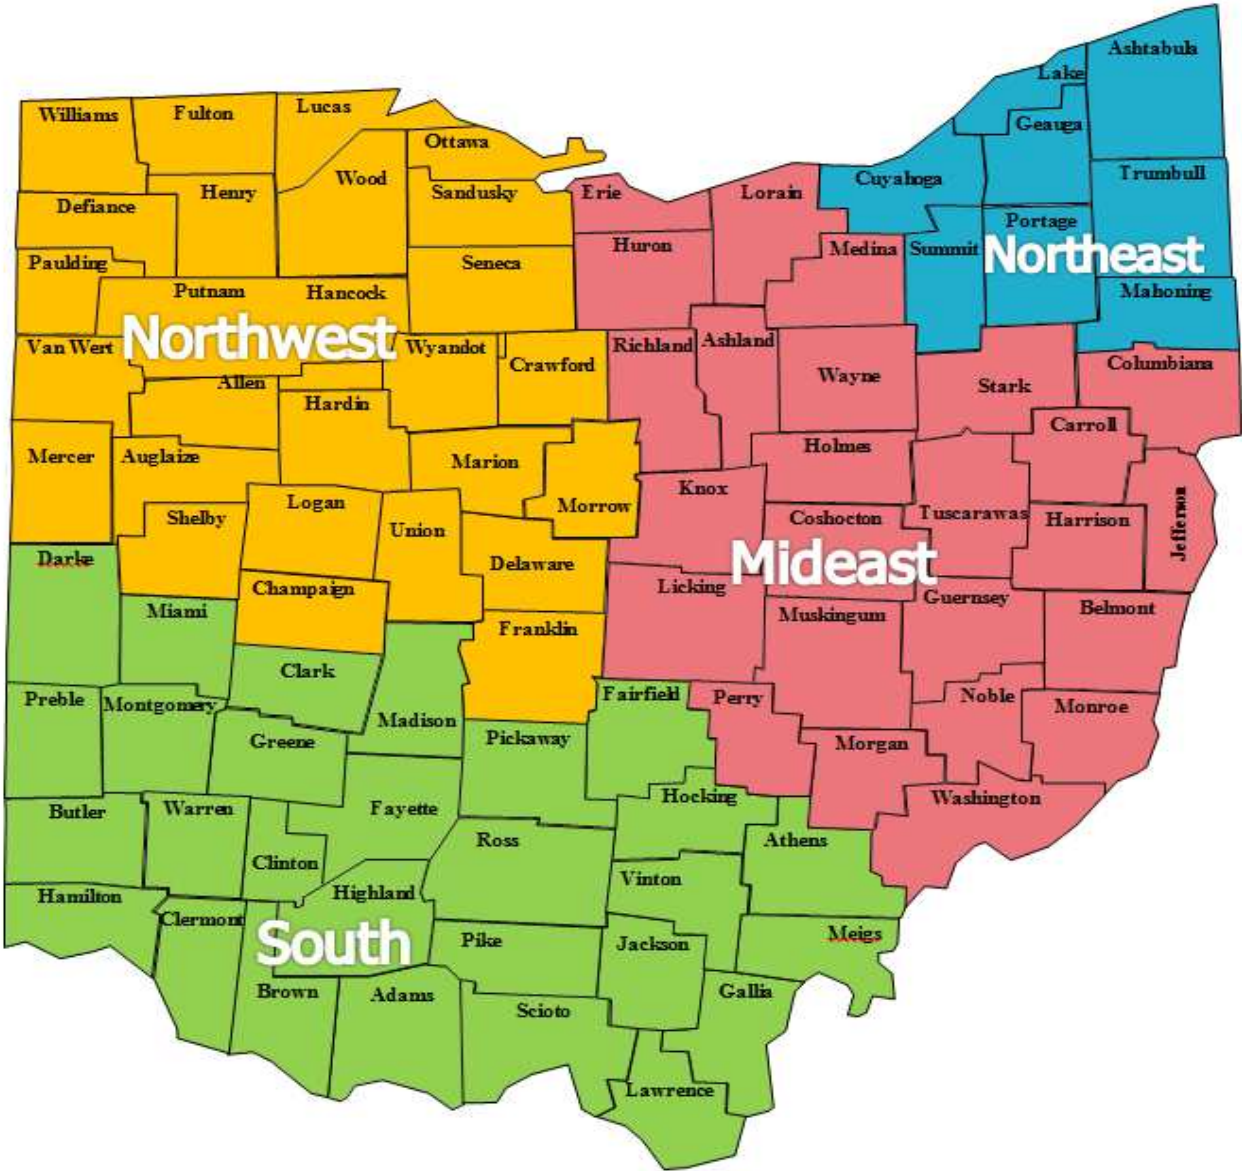 Ashtabula
Lake
Williams
Fulton
Lucas
Geauga
Ottawa
Wood
Henry
Sandusky
Defiance
Erie
Lorain
Cuyahoga
Trumbull
Portage
Huron
Medina
Summit
Northeast
Paulding
Seneca
Putnam
Hancock
Mahoning
Northwest
Van Wert
Wyandot
Crawford
Richland
Ashland
Wayne
Stark
Columbiana
Allen
Hardin
Carroll
Mercer
Auglaize
Marion
Holmes
Knox
Logan
Morrow
Shelby
Union
Coshocton
Tuscarawas
Harrison
Jefferson
Darke
Delaware
Mideast
Champaign
Licking
Guernsey
Belmont
Miami
Muskingum
Franklin
Clark
Preble
Montgomery
Madison
Fairfield
Perry
Noble
Monroe
Greene
Pickaway
Morgan
Butler
Warren
Fayette
Hocking
Washington
Ross
Athens
Clinton
Vinton
Hamilton
Highland
Clermont
South
Pike
Jackson
Meigs
Brown
Adams
Gallia
Scioto
Lawrence